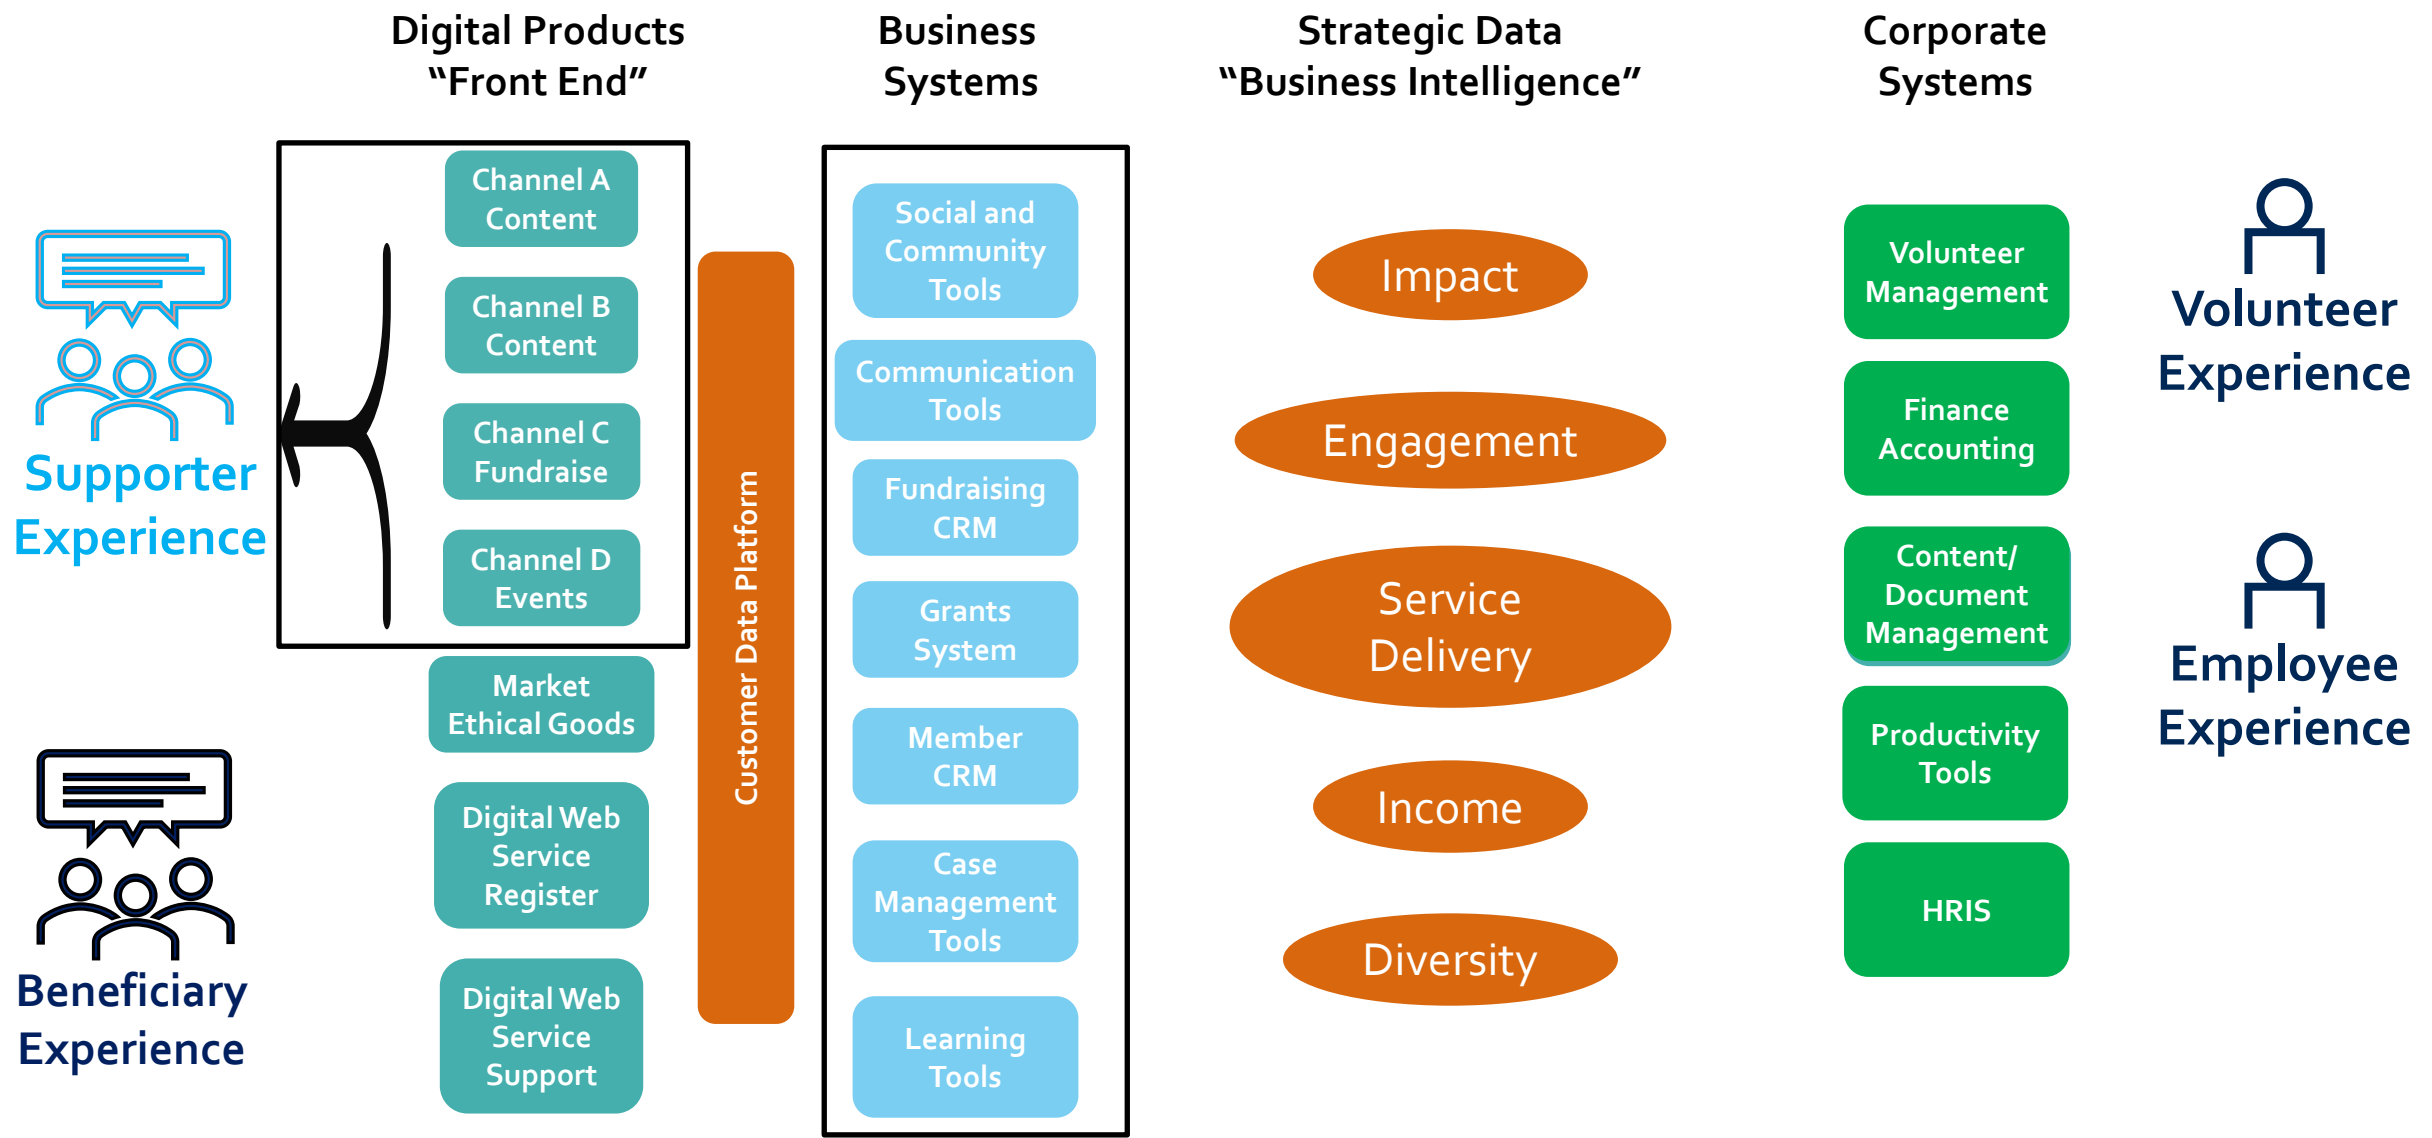 Digital Products
“Front End”
Business
Systems
Strategic Data
“Business Intelligence”
Corporate
Systems
Supporter
Experience
Beneficiary
Experience
Channel A
Content
Channel B
Content
Channel C
Fundraise
Channel D
Events
Market
Ethical Goods
Digital Web
Service
Register
Digital Web
Service
Support
Customer Data Platform
Social and
Community
Tools
Communication
Tools
Fundraising
CRM
Grants
System
Member
CRM
Case
Management
Tools
Learning
Tools
Impact
Engagement
Service
Delivery
Income
Diversity
Volunteer
Management
Finance
Accounting
Content/
Document
Management
Productivity
Tools
HRIS
Volunteer
Experience
Employee
Experience